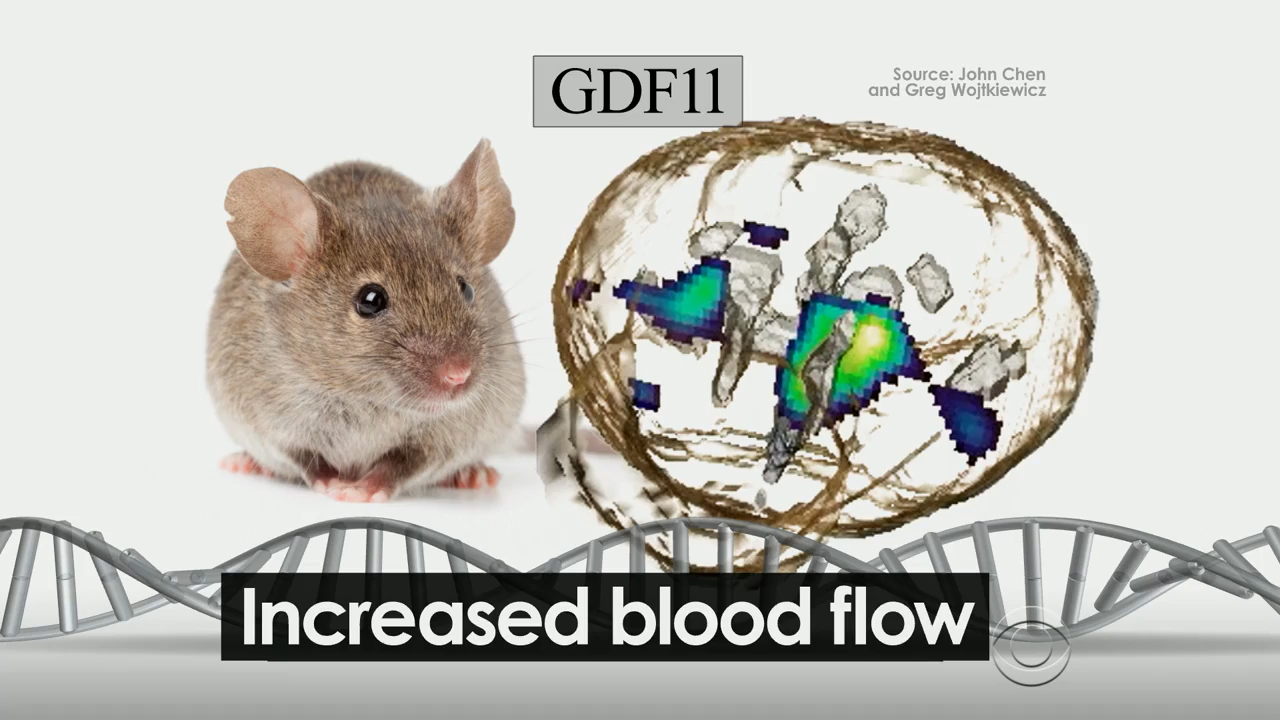 GDF11
Source: John Chen
and Greg Wojtkiewicz
Increased blood flow